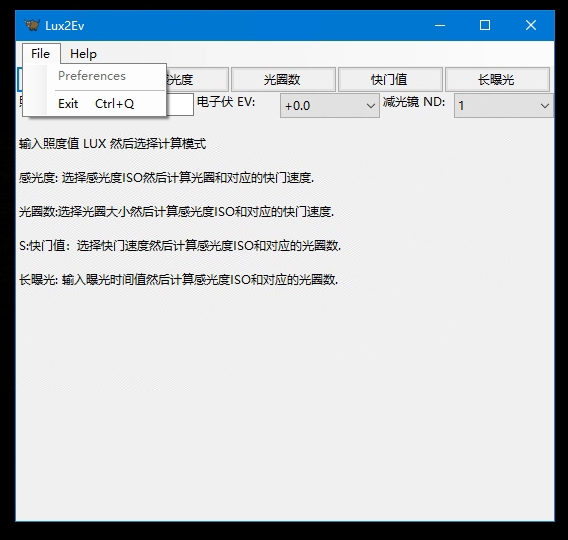 Lux2Ev
File Help
Preferences
Exit Ctrl+Q
光度 光圈数 快门值 长曝光
电子伏 EV: +0.0 减光镜 ND: 1
输入照度值 LUX 然后选择计算模式
感光度: 选择感光度ISO然后计算光圈和对应的快门速度.
光圈数:选择光圈大小然后计算感光度ISO和对应的快门速度.
S:快门值：选择快门速度然后计算感光度ISO和对应的光圈数.
长曝光: 输入曝光时间值然后计算感光度ISO和对应的光圈数.